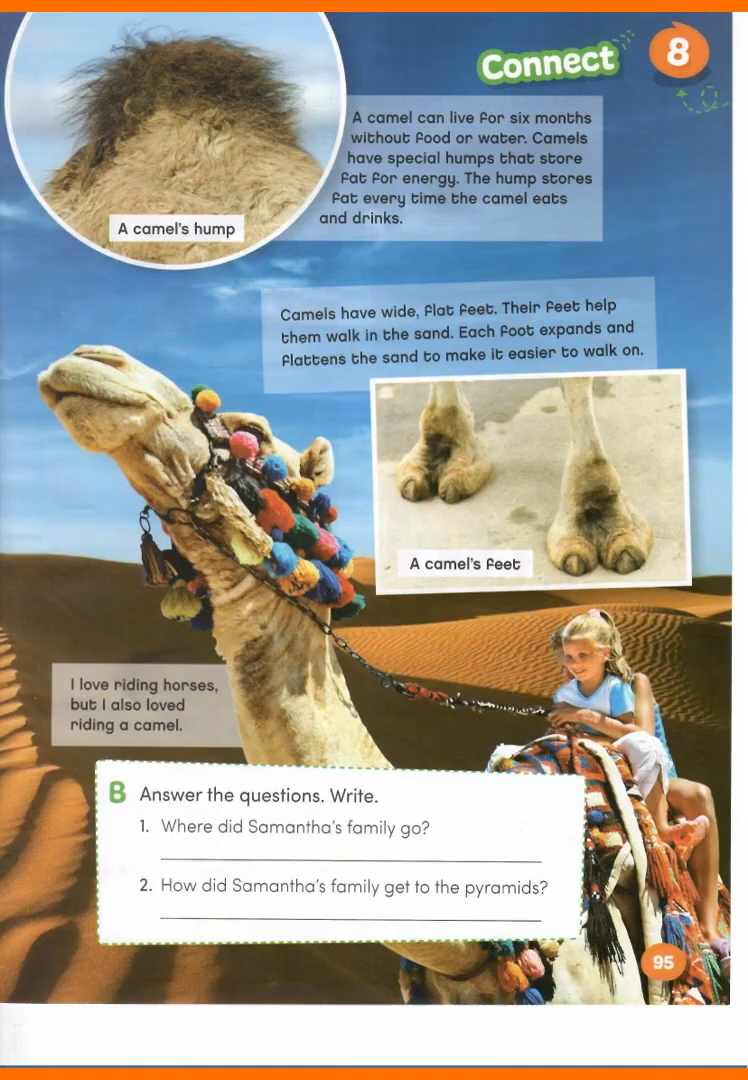 Connect
8
A camel can live for six months
without food or water. Camels
have special humps that store
fat for energy. The hump stores
fat every time the camel eats
and drinks.
A camel's hump
Camels have wide, flat feet. Their feet help
them walk in the sand. Each foot expands and
flattens the sand to make it easier to walk on.
A camel's feet
I love riding horses,
but I also loved
riding a camel.
B Answer the questions. Write.
1. Where did Samantha's family go?
2. How did Samantha's family get to the pyramids?
95